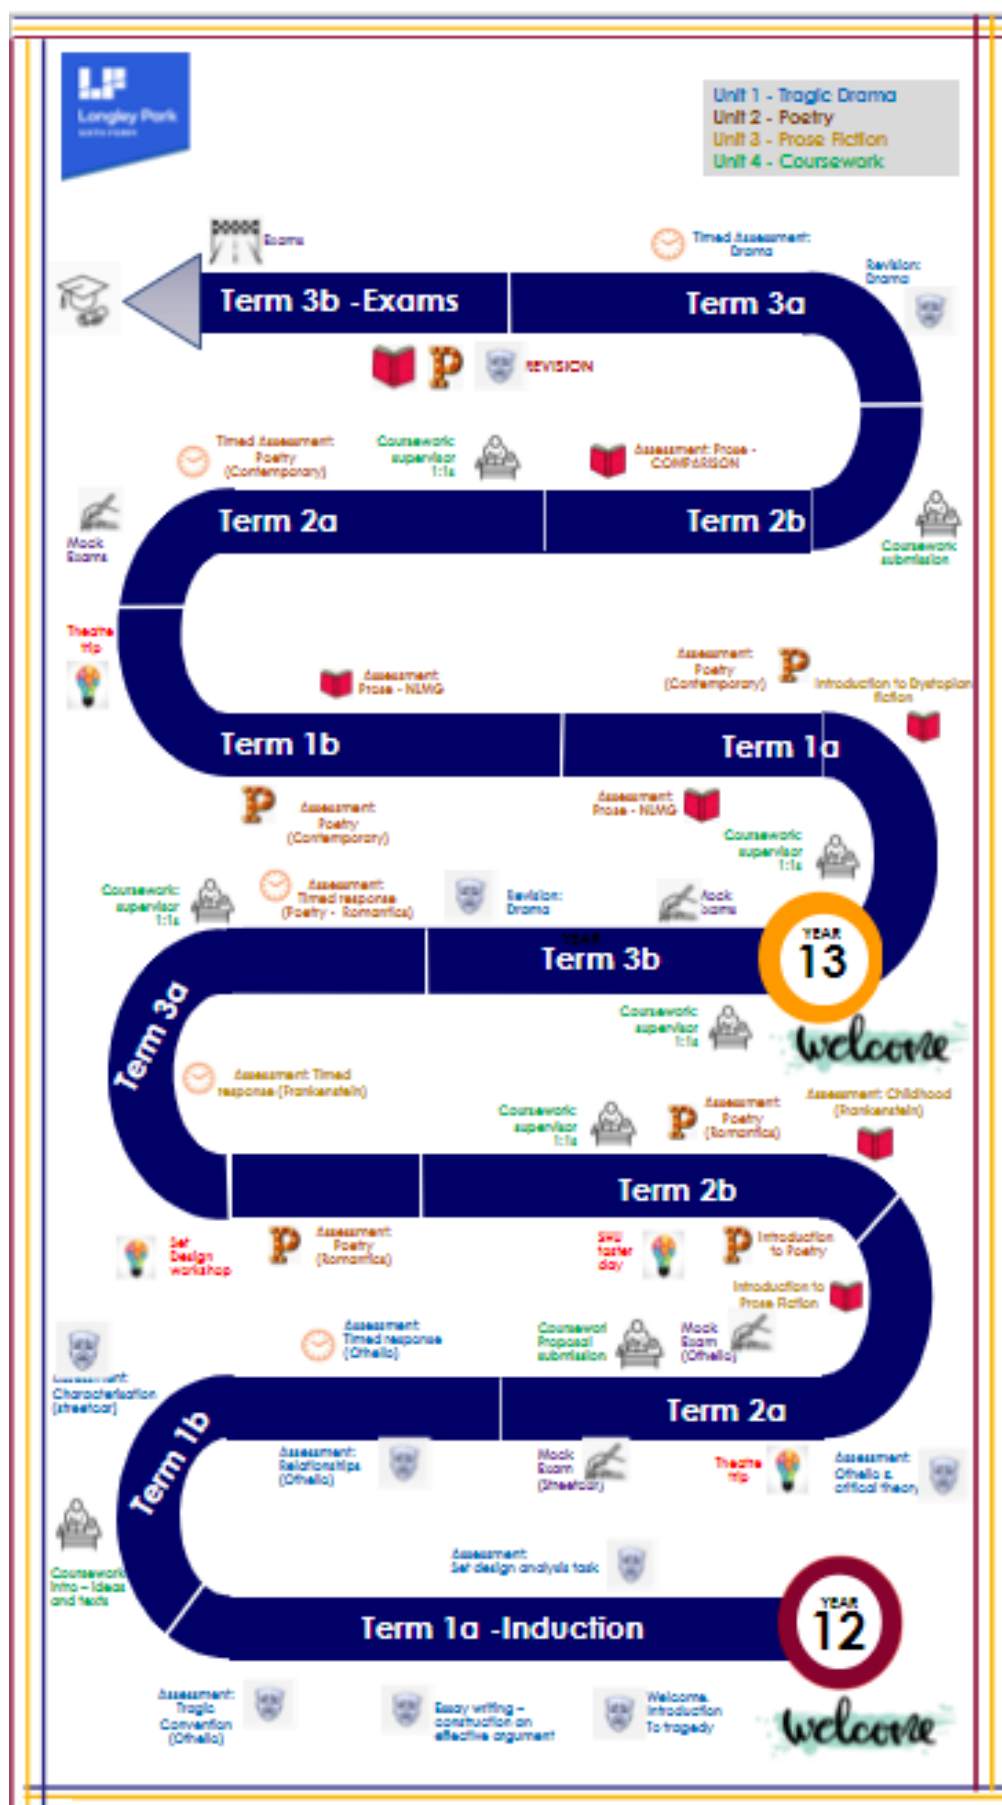 Longley Park
SIXTH FORM
Unit 1 - Tragic Drama
Unit 2 - Poetry
Unit 3 - Prose Fiction
Unit 4 - Coursework
Exams
Timed Assessment:
Drama
Revision:
Drama
Term 3b -Exams
Term 3a
REVISION
Timed Assessment:
Poetry
(Contemporary)
Coursework:
supervisor
1:1s
Assessment: Prose -
COMPARISON
Mock
Exams
Term 2a
Term 2b
Coursework
submission
Theatre
trip
Assessment:
Prose - NLMG
Assessment:
Poetry
(Contemporary)
Introduction to Dystopian
fiction
Term 1b
Term 1a
Assessment:
Poetry
(Contemporary)
Assessment:
Prose - NLMG
Coursework:
supervisor
1:1s
Coursework:
supervisor
1:1s
Assessment:
Timed response
(Poetry - Romantics)
Revision:
Drama
Mock
Exams
YEAR
Term 3b
YEAR
13
welcome
Term 3a
Coursework:
supervisor
1:1s
Assessment: Timed
response (Frankenstein)
Coursework:
supervisor
1:1s
Assessment:
Poetry
(Romantics)
Assessment: Childhood
(Frankenstein)
Term 2b
Set
Design
workshop
Assessment:
Poetry
(Romantics)
SHU
taster
day
Introduction
to Poetry
Introduction to
Prose Fiction
Assessment:
Timed response
(Othello)
Coursework
Proposal
submission
Mock
Exam
(Othello)
Assessment:
Characterisation
(streetcar)
Term 1b
Term 2a
Assessment:
Relationships
(Othello)
Mock
Exam
(Streetcar)
Theatre
trip
Assessment:
Othello &
critical theory
Coursework
Intro – ideas
and texts
Assessment:
Set design analysis task
Term 1a -Induction
YEAR
12
Assessment:
Tragic
Convention
(Othello)
Essay writing –
construction an
effective argument
Welcome.
Introduction
To tragedy
welcome